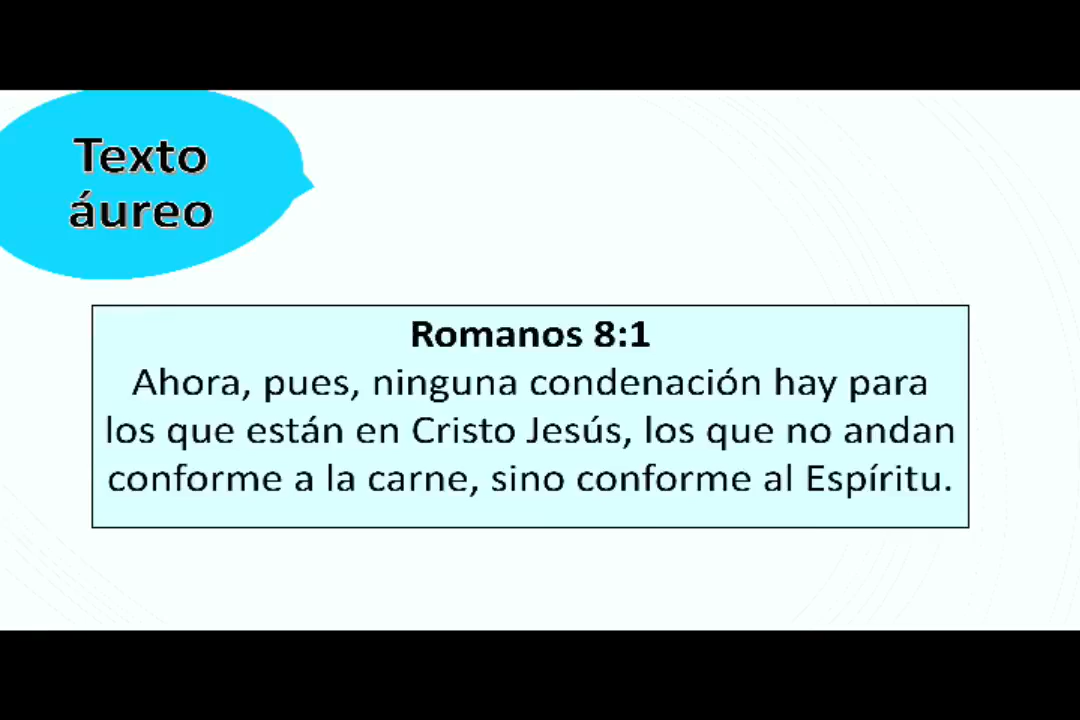 Texto
áureo
Romanos 8:1
Ahora, pues, ninguna condenación hay para
los que están en Cristo Jesús, los que no andan
conforme a la carne, sino conforme al Espíritu.